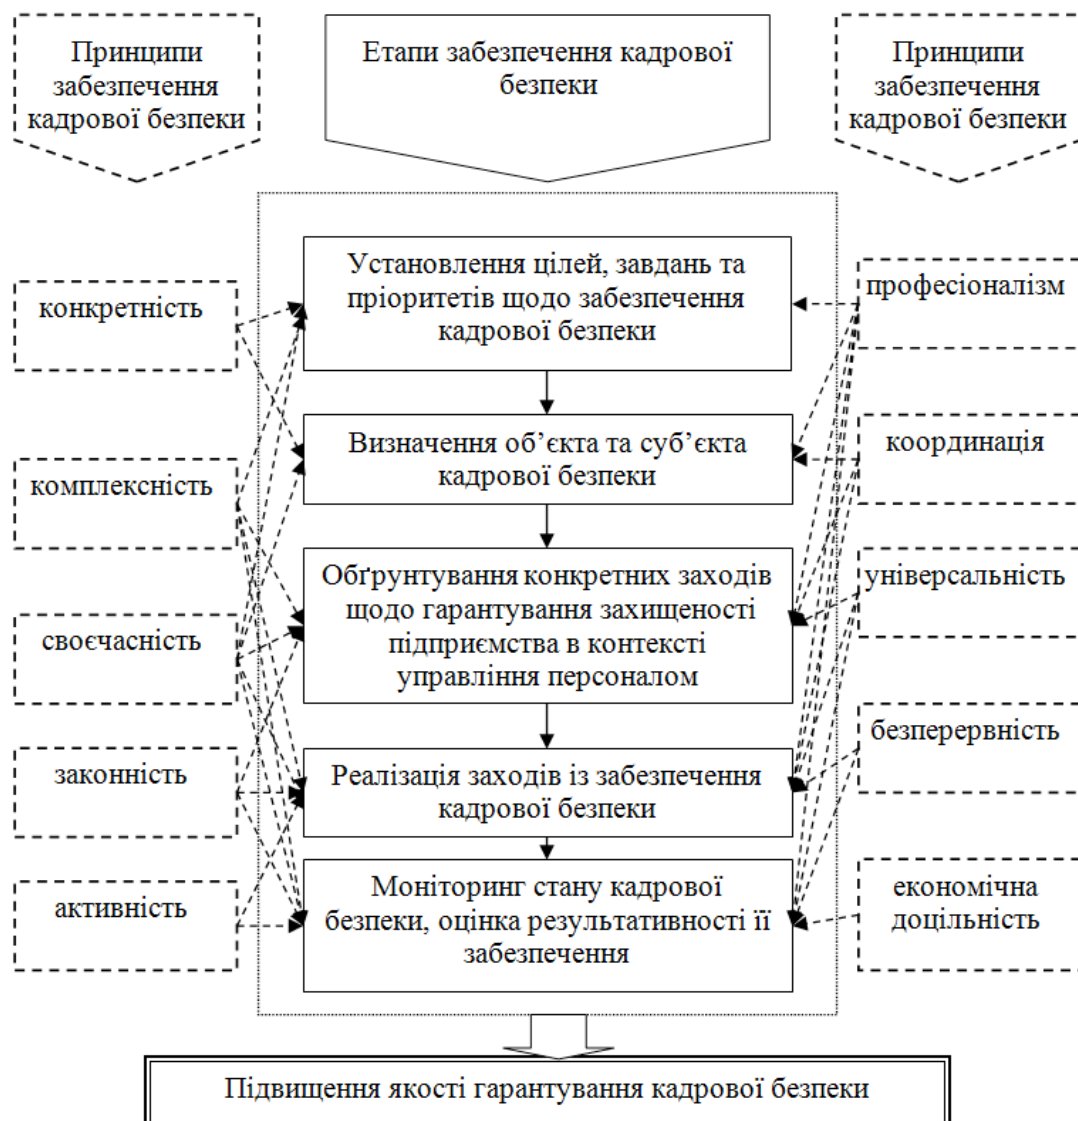 Принципи
забезпечення
кадрової безпеки
Етапи забезпечення кадрової
безпеки
Принципи
забезпечення
кадрової безпеки
конкретність
комплексність
своєчасність
законність
активність
Установлення цілей, завдань та
пріоритетів щодо забезпечення
кадрової безпеки
Визначення об’єкта та суб’єкта
кадрової безпеки
Обґрунтування конкретних заходів
щодо гарантування захищеності
підприємства в контексті
управління персоналом
Реалізація заходів із забезпечення
кадрової безпеки
Моніторинг стану кадрової
безпеки, оцінка результативності її
забезпечення
професіоналізм
координація
універсальність
безперервність
економічна
доцільність
Підвищення якості гарантування кадрової безпеки